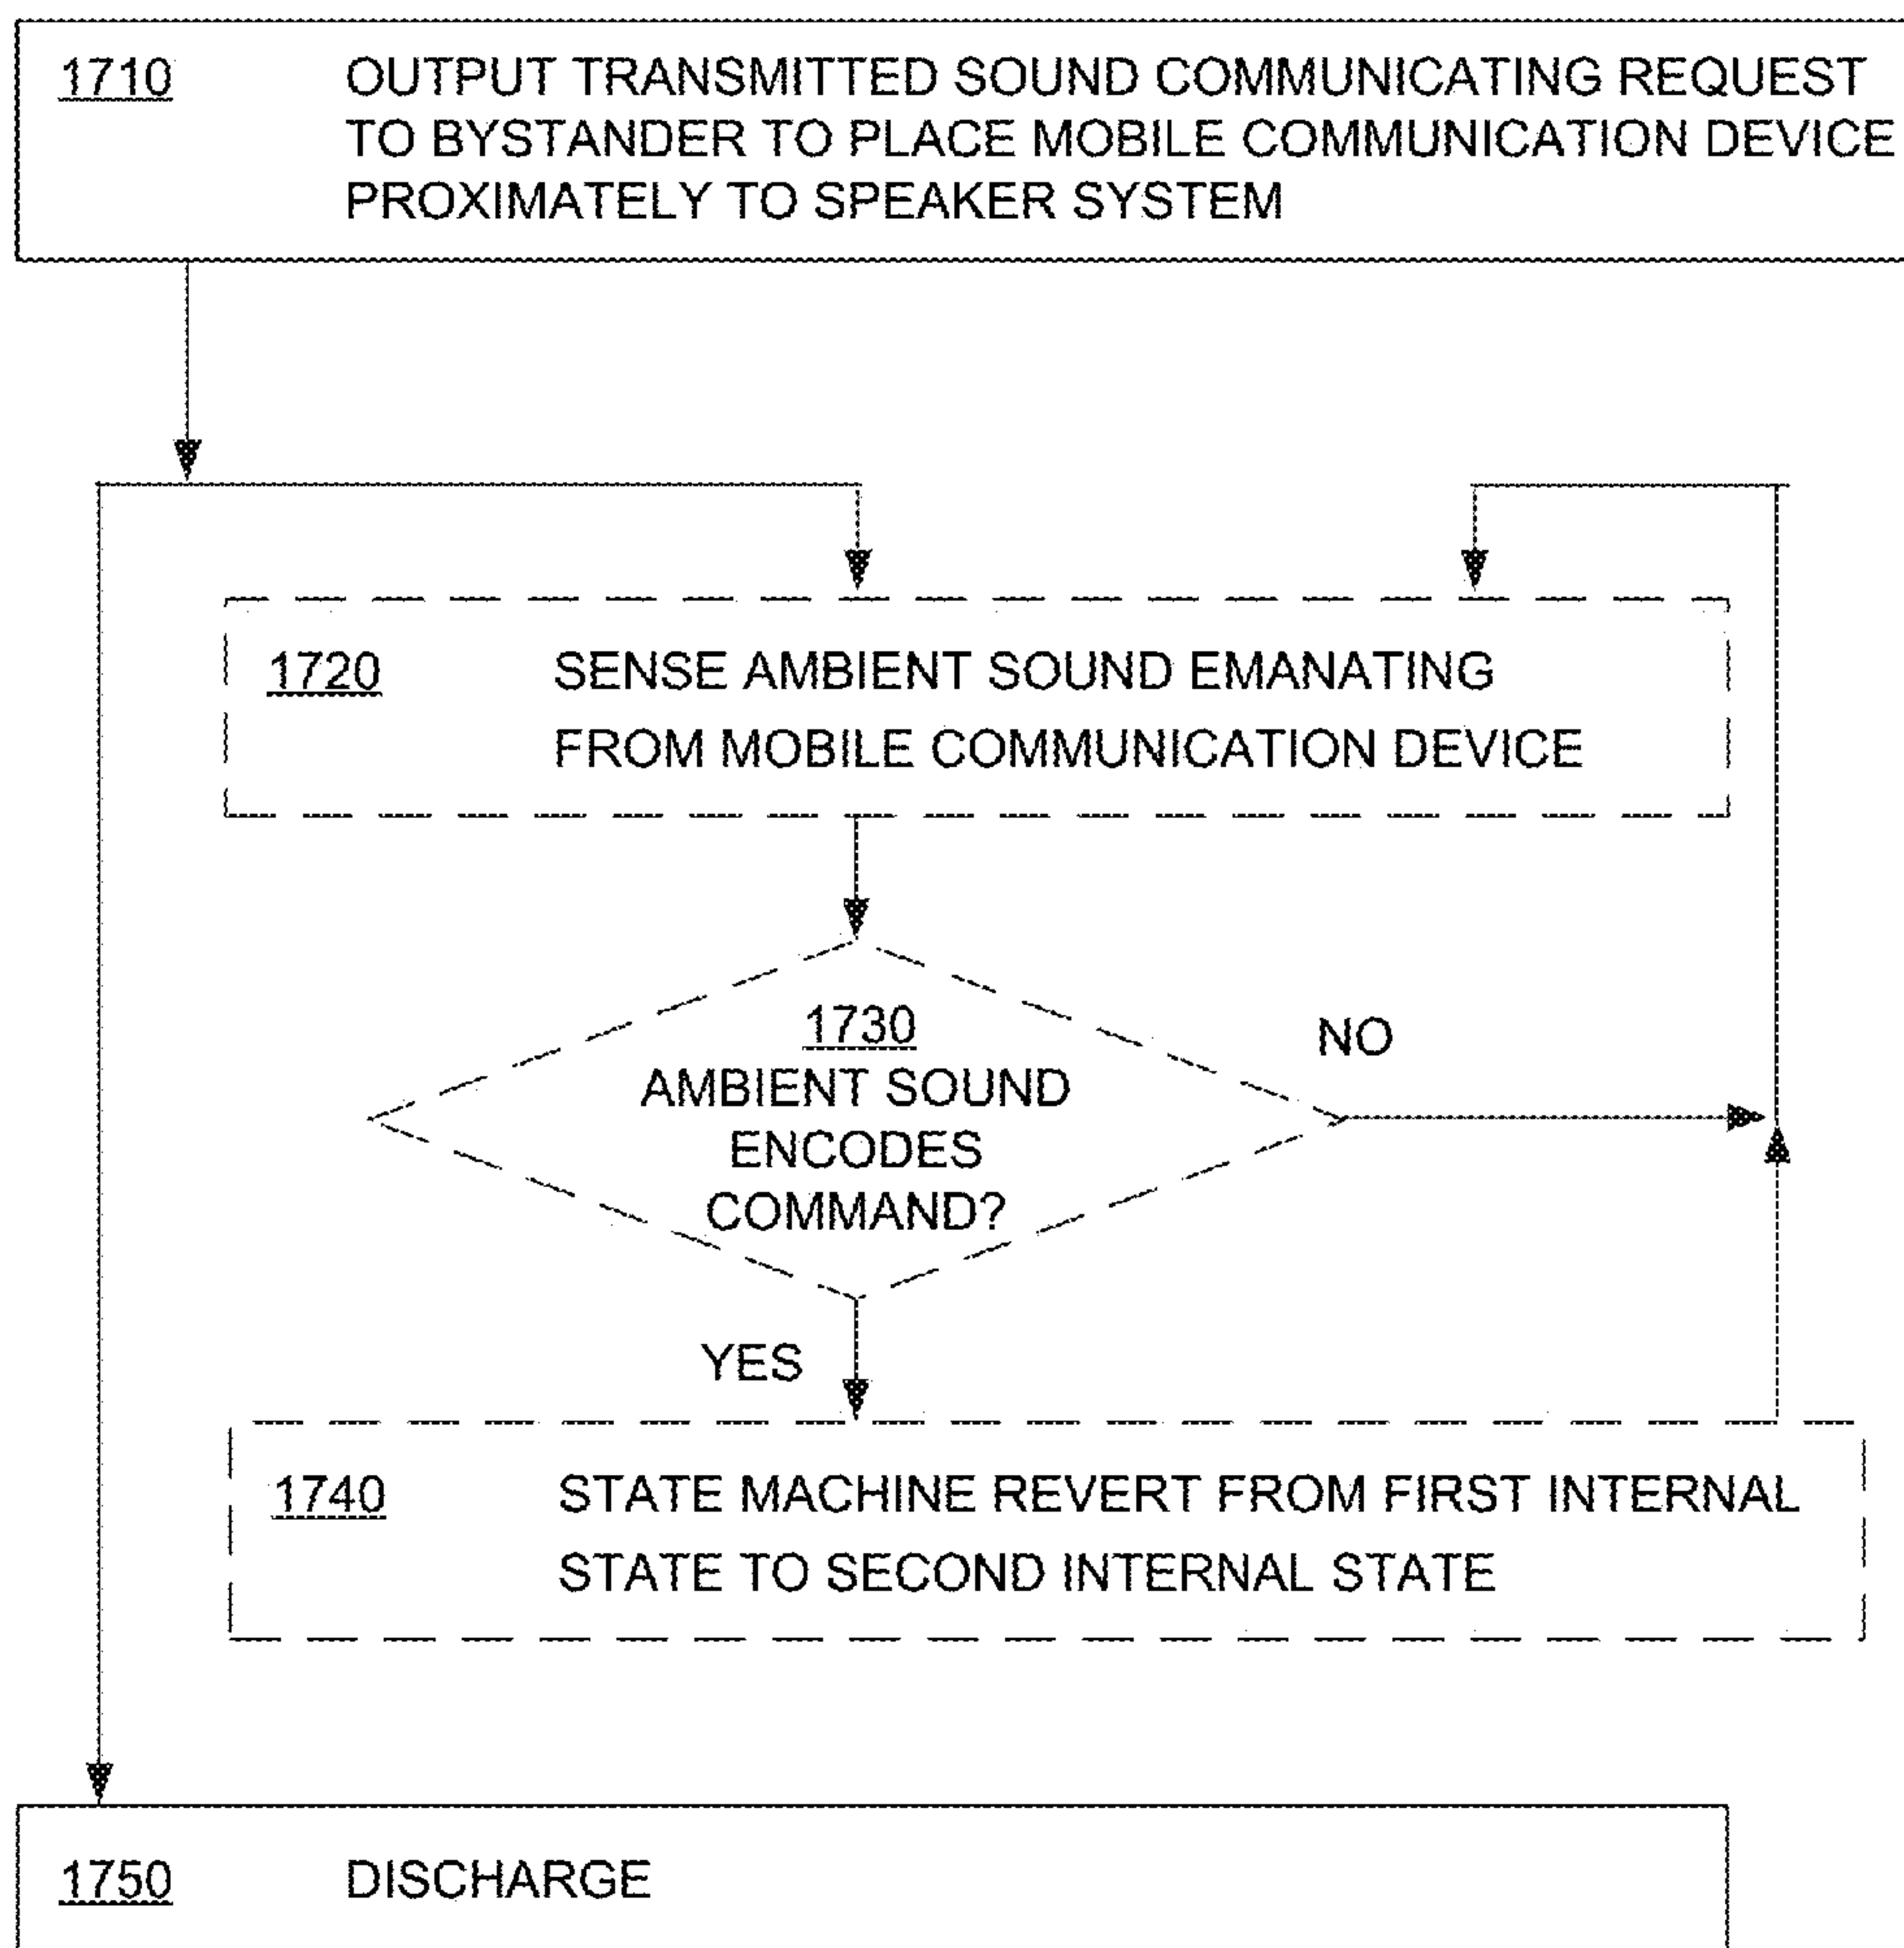 1710 OUTPUT TRANSMITTED SOUND COMMUNICATING REQUEST
TO BYSTANDER TO PLACE MOBILE COMMUNICATION DEVICE
PROXIMATELY TO SPEAKER SYSTEM
1720 SENSE AMBIENT SOUND EMANATING
FROM MOBILE COMMUNICATION DEVICE
1730
AMBIENT SOUND
ENCODES
COMMAND?
NO
YES
1740 STATE MACHINE REVERT FROM FIRST INTERNAL
STATE TO SECOND INTERNAL STATE
1750 DISCHARGE